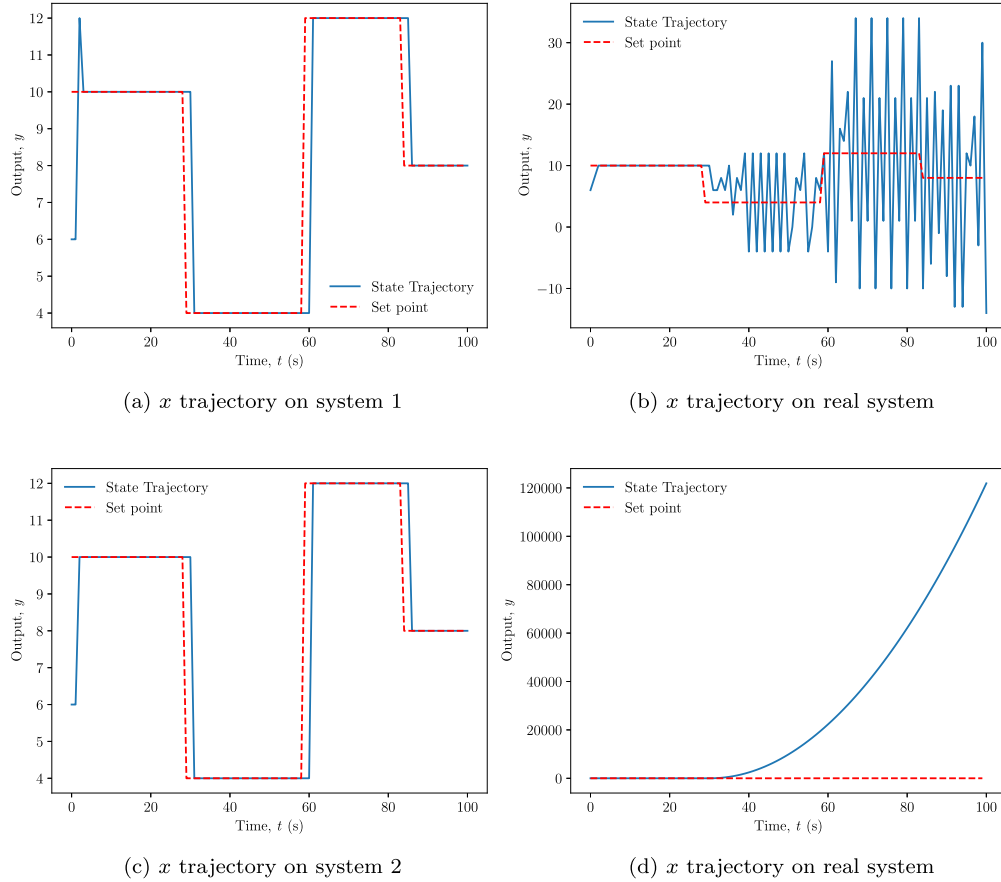 12
11
10
9
8
7
6
5
4
Output, y
State Trajectory
Set point
0 20 40 60 80 100
Time, t (s)
(a) x trajectory on system 1
30
20
10
0
−10
Output, y
State Trajectory
Set point
0 20 40 60 80 100
Time, t (s)
(b) x trajectory on real system
12
11
10
9
8
7
6
5
4
Output, y
State Trajectory
Set point
0 20 40 60 80 100
Time, t (s)
(c) x trajectory on system 2
120000
100000
80000
60000
40000
20000
0
Output, y
State Trajectory
Set point
0 20 40 60 80 100
Time, t (s)
(d) x trajectory on real system